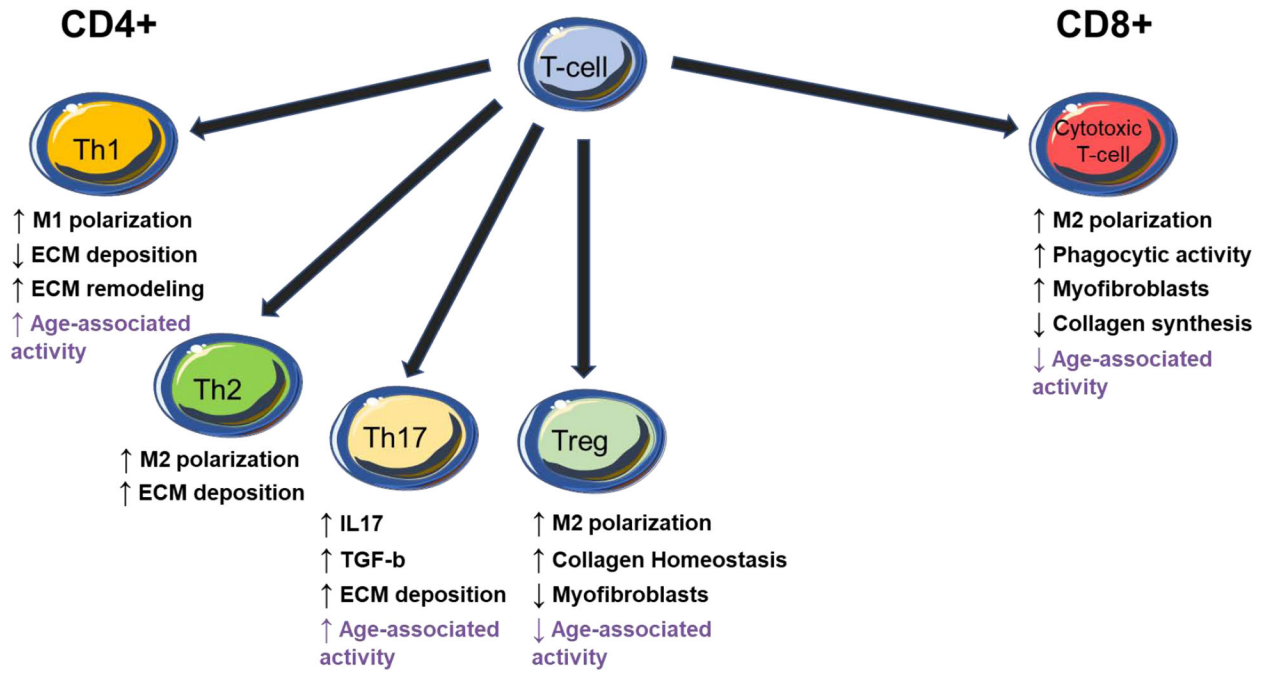 CD4+
T-cell
CD8+
Th1
↑ M1 polarization
↓ ECM deposition
↑ ECM remodeling
↑ Age-associated
activity
Th2
↑ M2 polarization
↑ ECM deposition
Th17
↑ IL17
↑ TGF-b
↑ ECM deposition
↑ Age-associated
activity
Treg
↑ M2 polarization
↑ Collagen Homeostasis
↓ Myofibroblasts
↓ Age-associated
activity
Cytotoxic
T-cell
↑ M2 polarization
↑ Phagocytic activity
↑ Myofibroblasts
↓ Collagen synthesis
↓ Age-associated
activity